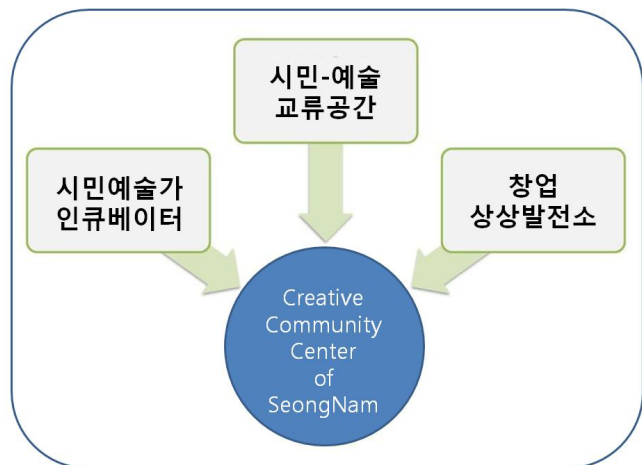 시민-예술
교류공간
시민예술가
인큐베이터
창업
상상발전소
Creative
Community
Center
of
SeongNam